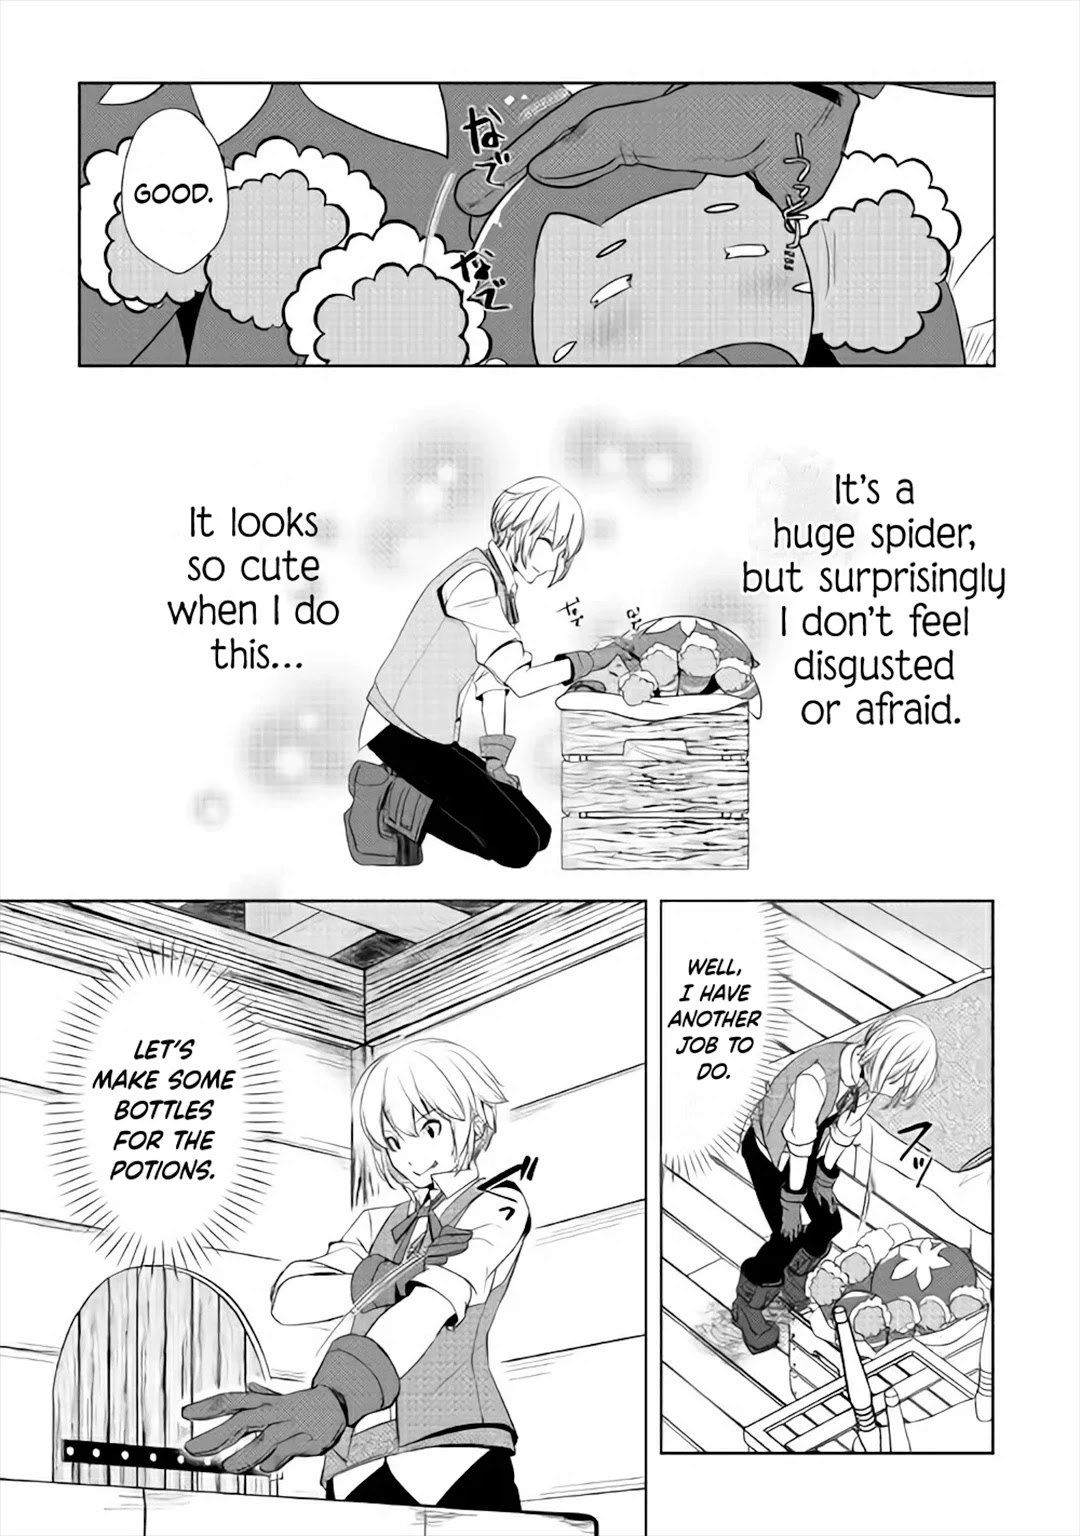 なでなで
GOOD.
It's a
huge spider,
but surprisingly
I don't feel
disgusted
or afraid.
It looks
so cute
when I do
this...
WELL,
I HAVE
ANOTHER
JOB TO
DO.
LET'S
MAKE SOME
BOTTLES
FOR THE
POTIONS.